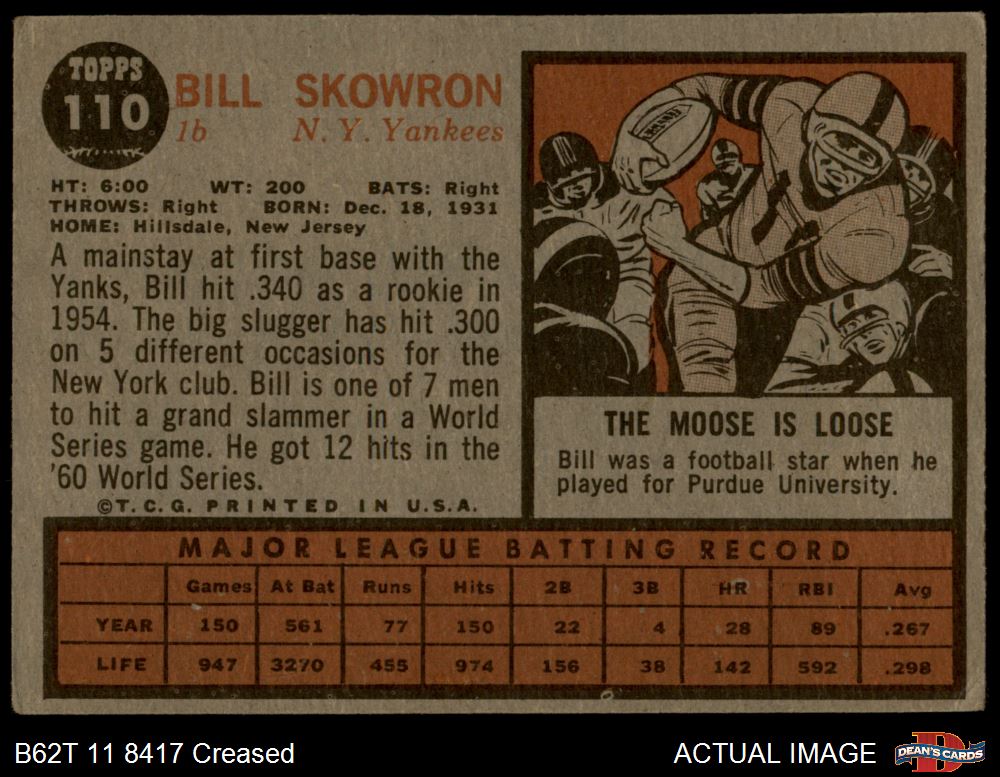 TOPPS
110
BILL SKOWRON
1b N. Y. Yankees
HT: 6:00 WT: 200 BATS: Right
THROWS: Right BORN: Dec. 18, 1931
HOME: Hillsdale, New Jersey
A mainstay at first base with the
Yanks, Bill hit .340 as a rookie in
1954. The big slugger has hit .300
on 5 different occasions for the
New York club. Bill is one of 7 men
to hit a grand slammer in a World
Series game. He got 12 hits in the
'60 World Series.
©T.C.G. PRINTED IN U.S.A.
THE MOOSE IS LOOSE
Bill was a football star when he
played for Purdue University.
MAJOR LEAGUE BATTING RECORD
Games At Bat Runs Hits 2B 3B HR RBI Avg
YEAR 150 561 77 150 22 4 28 89 .267
LIFE 947 3270 455 974 156 38 142 592 .298
B62T 11 8417 Creased
ACTUAL IMAGE
D
DEAN'S CARDS